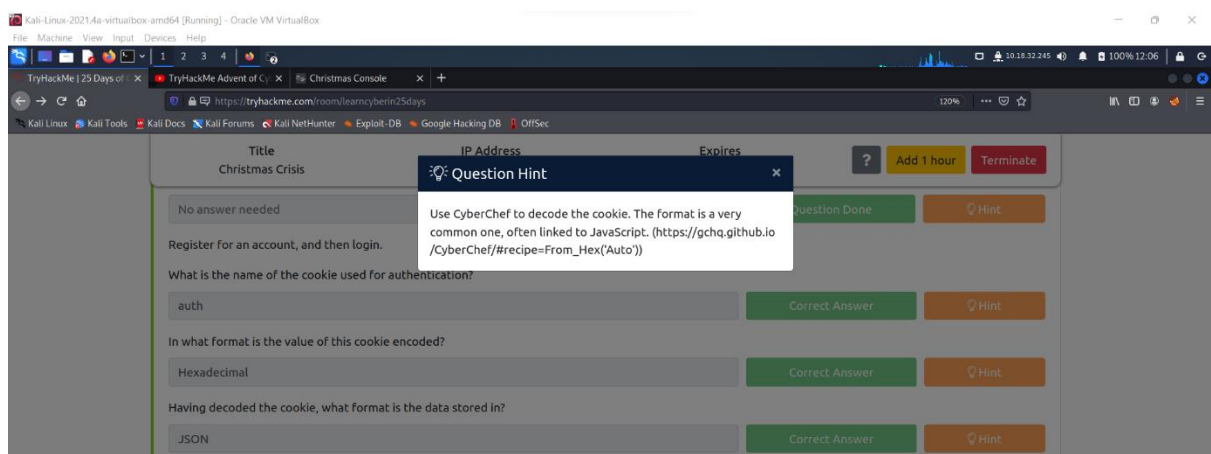 Kali-Linux-2021.4a-virtualbox-amd64 [Running] - Oracle VM VirtualBox
File Machine View Input Devices Help
1 2 3 4
10.18.32.245
100% 12:06
TryHackMe | 25 Days of
TryHackMe Advent of Cy
Christmas Console
https://tryhackme.com/room/learncyberin25days
120%
Kali Linux Kali Tools Kali Docs Kali Forums Kali NetHunter Exploit-DB Google Hacking DB OffSec
Title IP Address Expires
Christmas Crisis
? Add 1 hour Terminate
Question Hint ×
Use CyberChef to decode the cookie. The format is a very
common one, often linked to JavaScript. (https://gchq.github.io
/CyberChef/#recipe=From_Hex('Auto'))
No answer needed Question Done Hint
Register for an account, and then login.
What is the name of the cookie used for authentication?
auth Correct Answer Hint
In what format is the value of this cookie encoded?
Hexadecimal Correct Answer Hint
Having decoded the cookie, what format is the data stored in?
JSON Correct Answer Hint